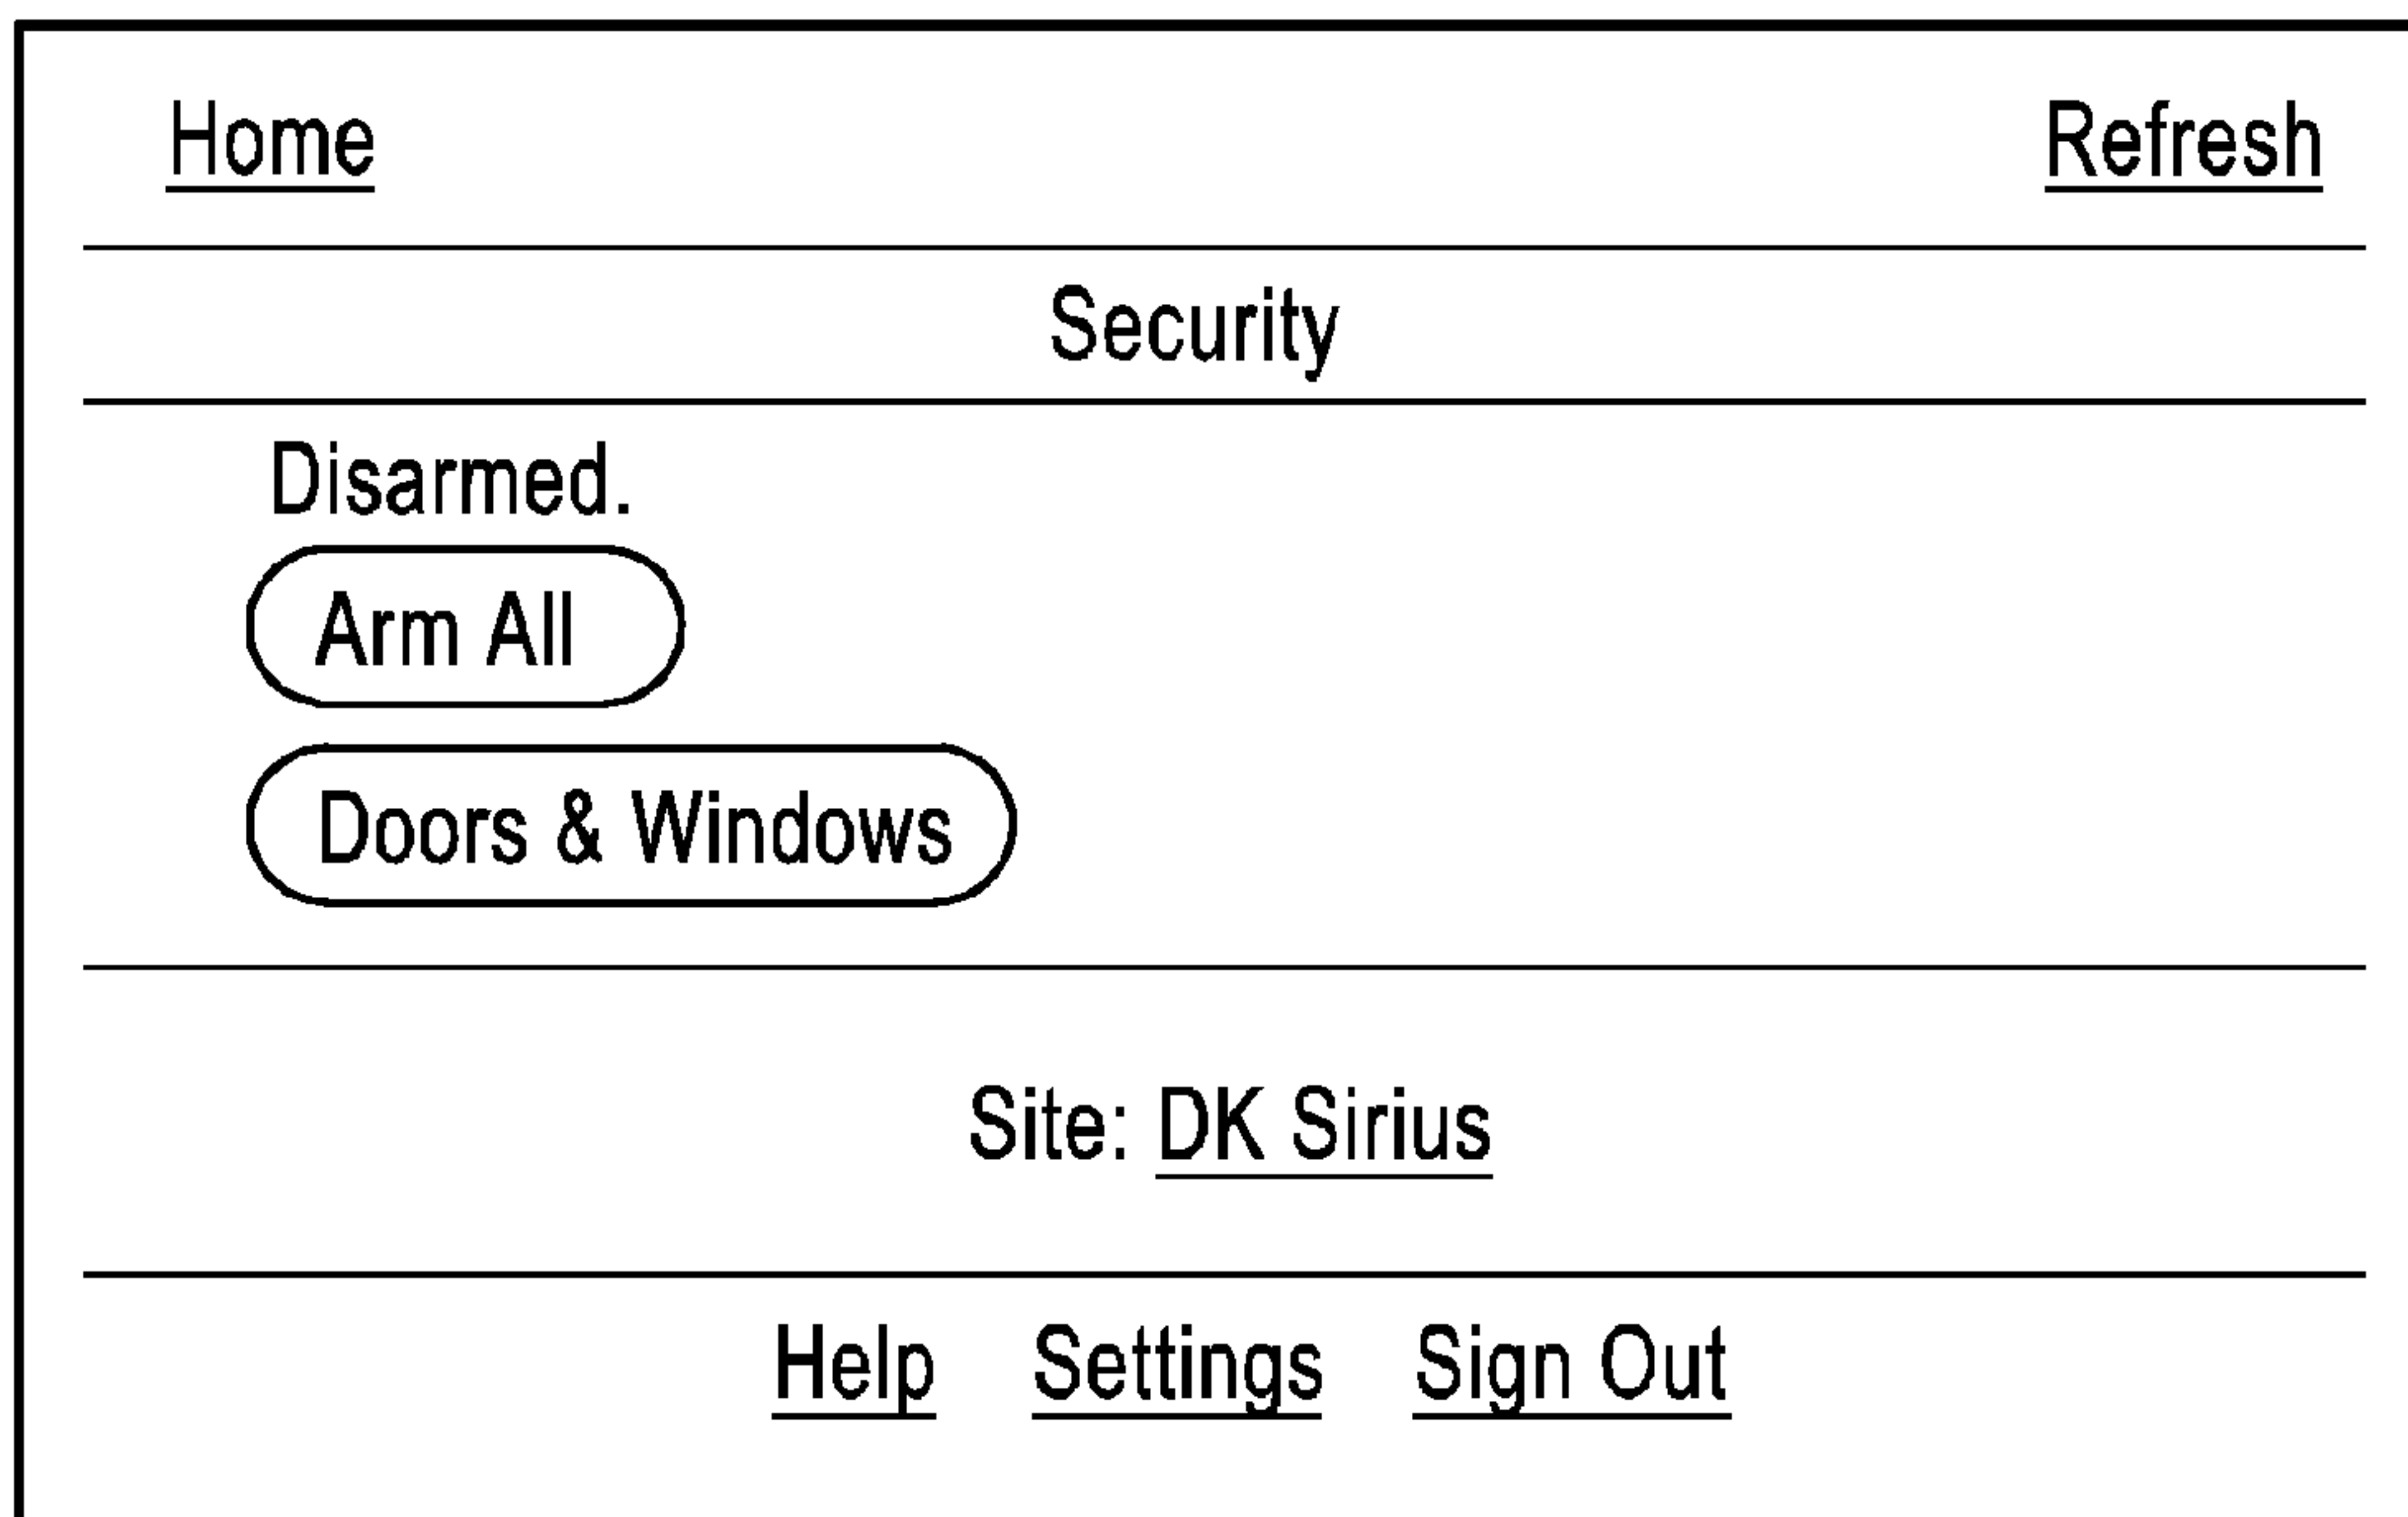 Home Refresh
Security
Disarmed.
Arm All
Doors & Windows
Site: DK Sirius
Help Settings Sign Out